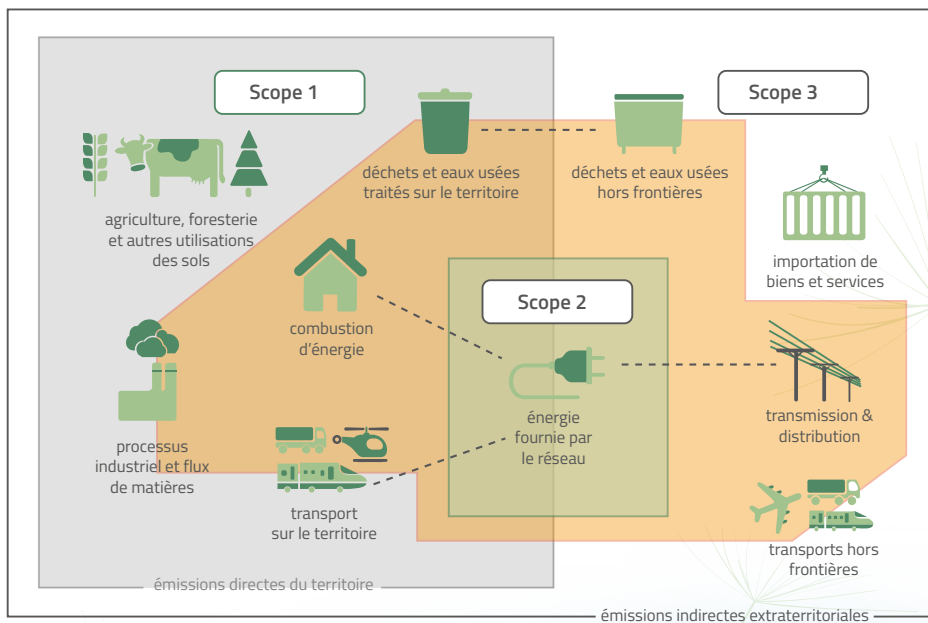 Scope 1
Scope 3
déchets et eaux usées
traités sur le territoire
déchets et eaux usées
hors frontières
agriculture, foresterie
et autres utilisations
des sols
importation de
biens et services
Scope 2
combustion
d’énergie
énergie
fournie par
le réseau
transmission &
distribution
processus
industriel et flux
de matières
transport
sur le territoire
transports hors
frontières
émissions directes du territoire
émissions indirectes extraterritoriales